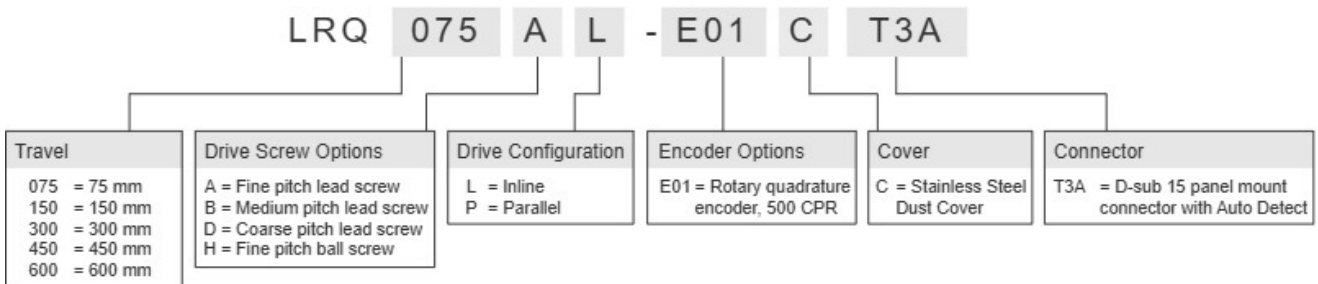 LRQ 075 A L - E01 C T3A
Travel
075 = 75 mm
150 = 150 mm
300 = 300 mm
450 = 450 mm
600 = 600 mm
Drive Screw Options
A = Fine pitch lead screw
B = Medium pitch lead screw
D = Coarse pitch lead screw
H = Fine pitch ball screw
Drive Configuration
L = Inline
P = Parallel
Encoder Options
E01 = Rotary quadrature
encoder, 500 CPR
Cover
C = Stainless Steel
Dust Cover
Connector
T3A = D-sub 15 panel mount
connector with Auto Detect